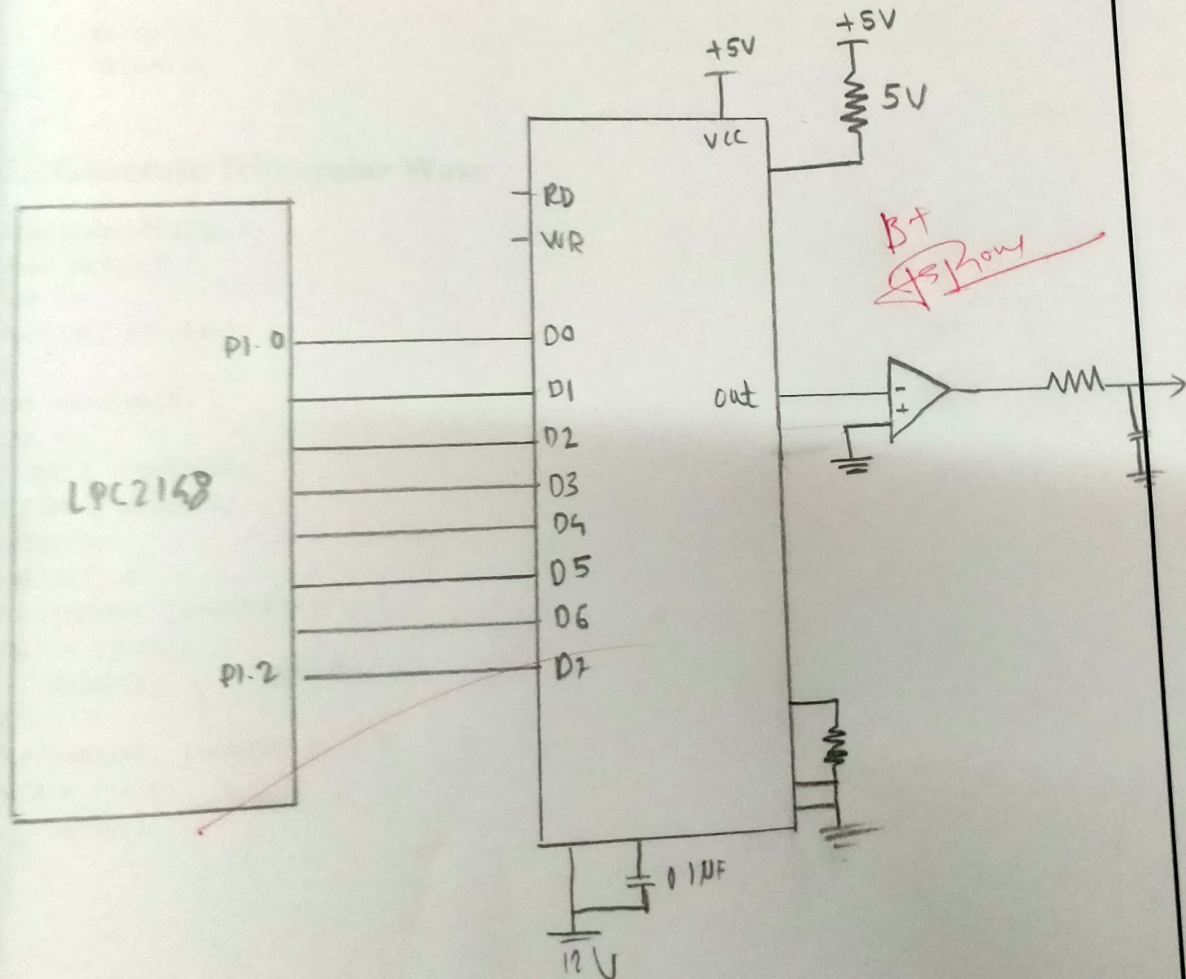 +5V
+5V
5V
VCC
RD
WR
B+
P1.0
D0
D1
out
D2
LPC2148
D3
D4
D5
D6
P1.2
D7
0.1µF
12V
-
+